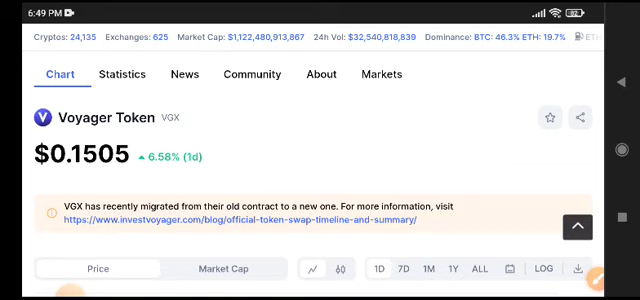 6:49 PM
82
Cryptos: 24,135 Exchanges: 625 Market Cap: $1,122,480,913,867 24h Vol: $32,540,818,839 Dominance: BTC: 46.3% ETH: 19.7% ETH
Chart Statistics News Community About Markets
V Voyager Token VGX
$0.1505 6.58% (1d)
VGX has recently migrated from their old contract to a new one. For more information, visit
https://www.investvoyager.com/blog/official-token-swap-timeline-and-summary/
Price Market Cap 1D 7D 1M 1Y ALL LOG